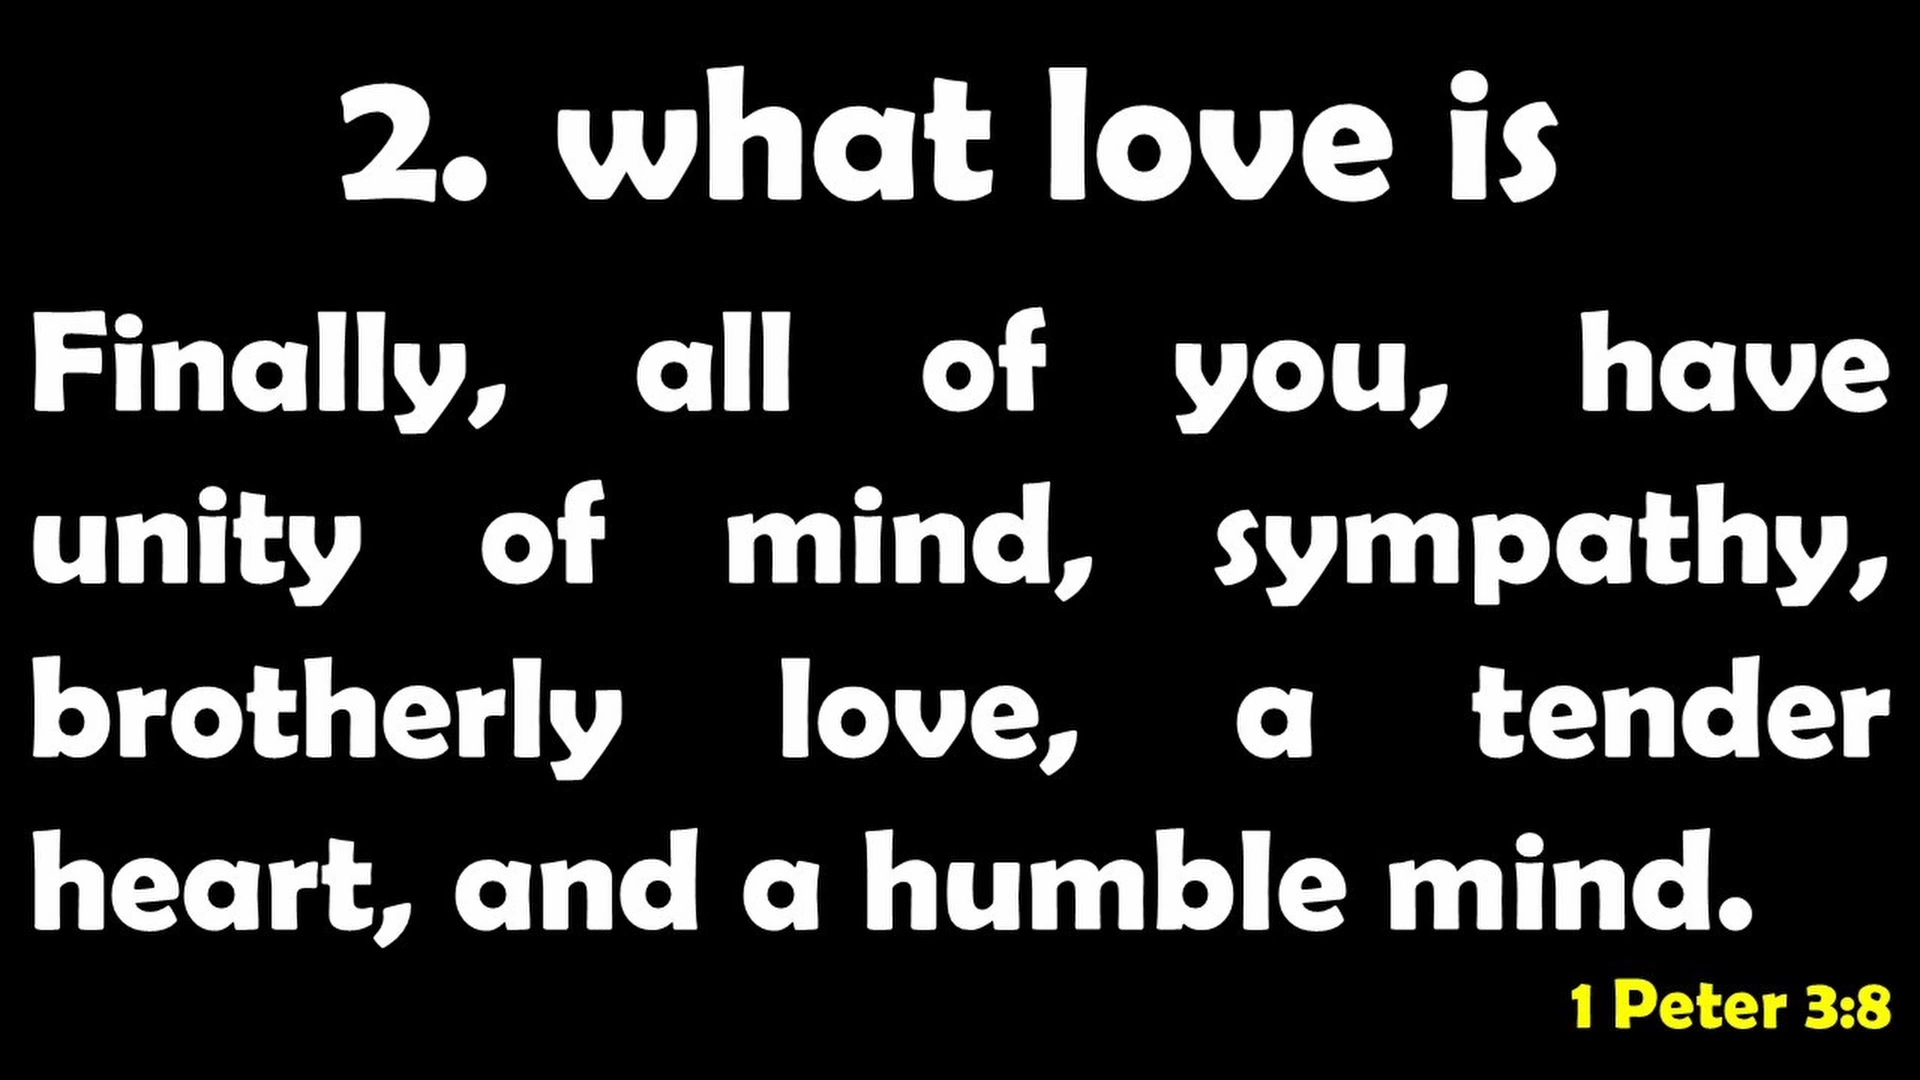 2. what love is
Finally, all of you, have
unity of mind, sympathy,
brotherly love, a tender
heart, and a humble mind.
1 Peter 3:8